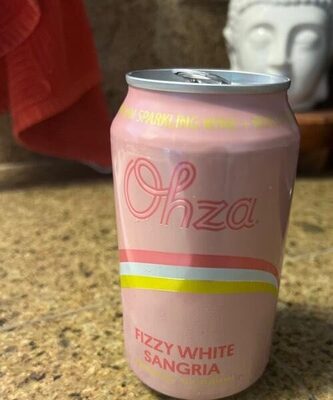 SPARKLING WINE +
Ohza
FIZZY WHITE
SANGRIA